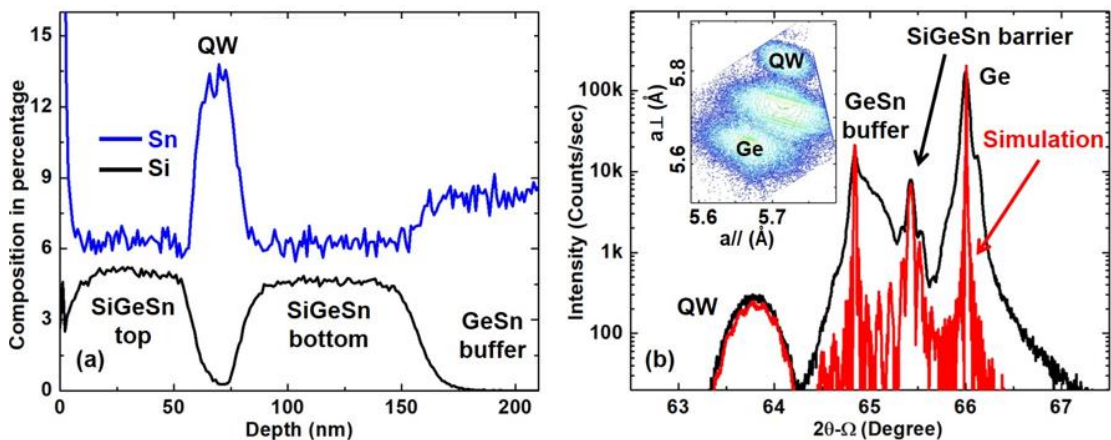 15
12
9
6
3
0
Composition in percentage
QW
Sn
Si
SiGeSn
top
SiGeSn
bottom
GeSn
buffer
(a)
0 50 100 150 200
Depth (nm)
100k
10k
1k
100
Intensity (Counts/sec)
5.8
5.6
a⊥ (Å)
QW
Ge
5.6 5.7
a// (Å)
SiGeSn barrier
GeSn
buffer
Ge
Simulation
QW
(b)
63 64 65 66 67
2θ-Ω (Degree)